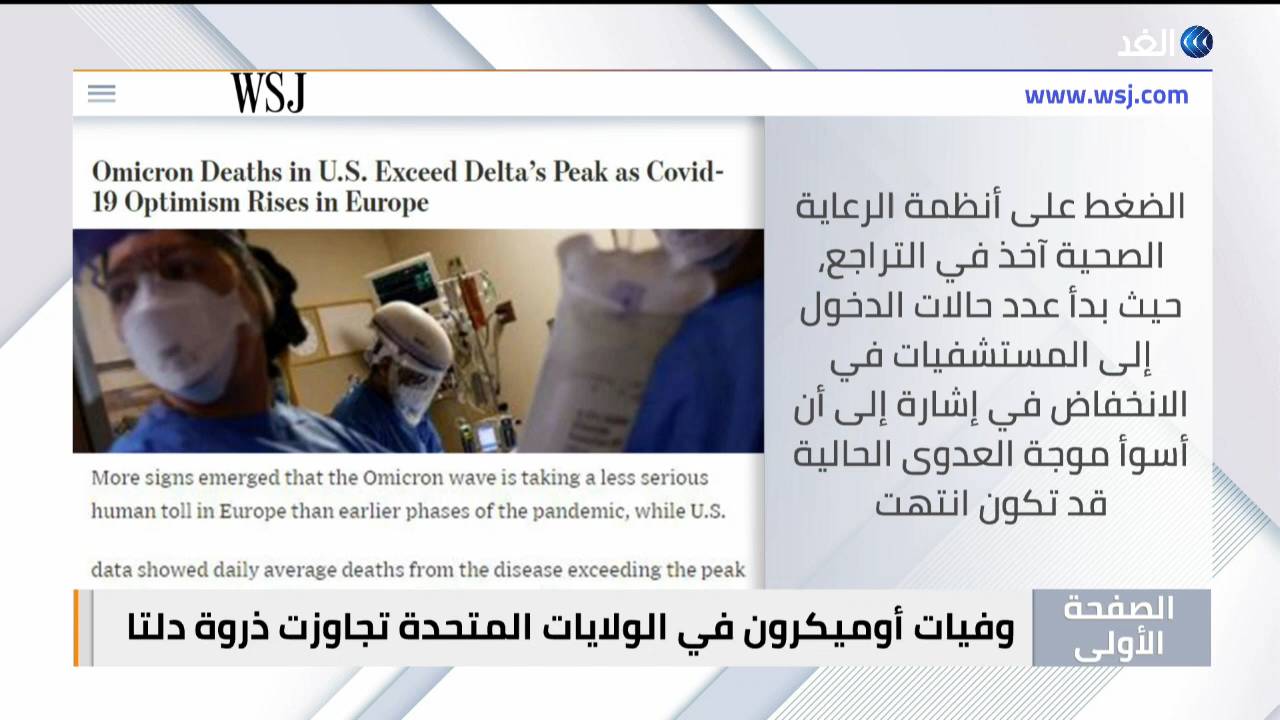 الغد
WSJ
www.wsj.com
Omicron Deaths in U.S. Exceed Delta's Peak as Covid-
19 Optimism Rises in Europe
More signs emerged that the Omicron wave is taking a less serious
human toll in Europe than earlier phases of the pandemic, while U.S.
data showed daily average deaths from the disease exceeding the peak
الضغط على أنظمة الرعاية
الصحية آخذ في التراجع,
حيث بدأ عدد حالات الدخول
إلى المستشفيات في
الانخفاض في إشارة إلى أن
أسوأ موجة العدوى الحالية
قد تكون انتهت
الصفحة
الأولى
وفيات أوميكرون في الولايات المتحدة تجاوزت ذروة دلتا